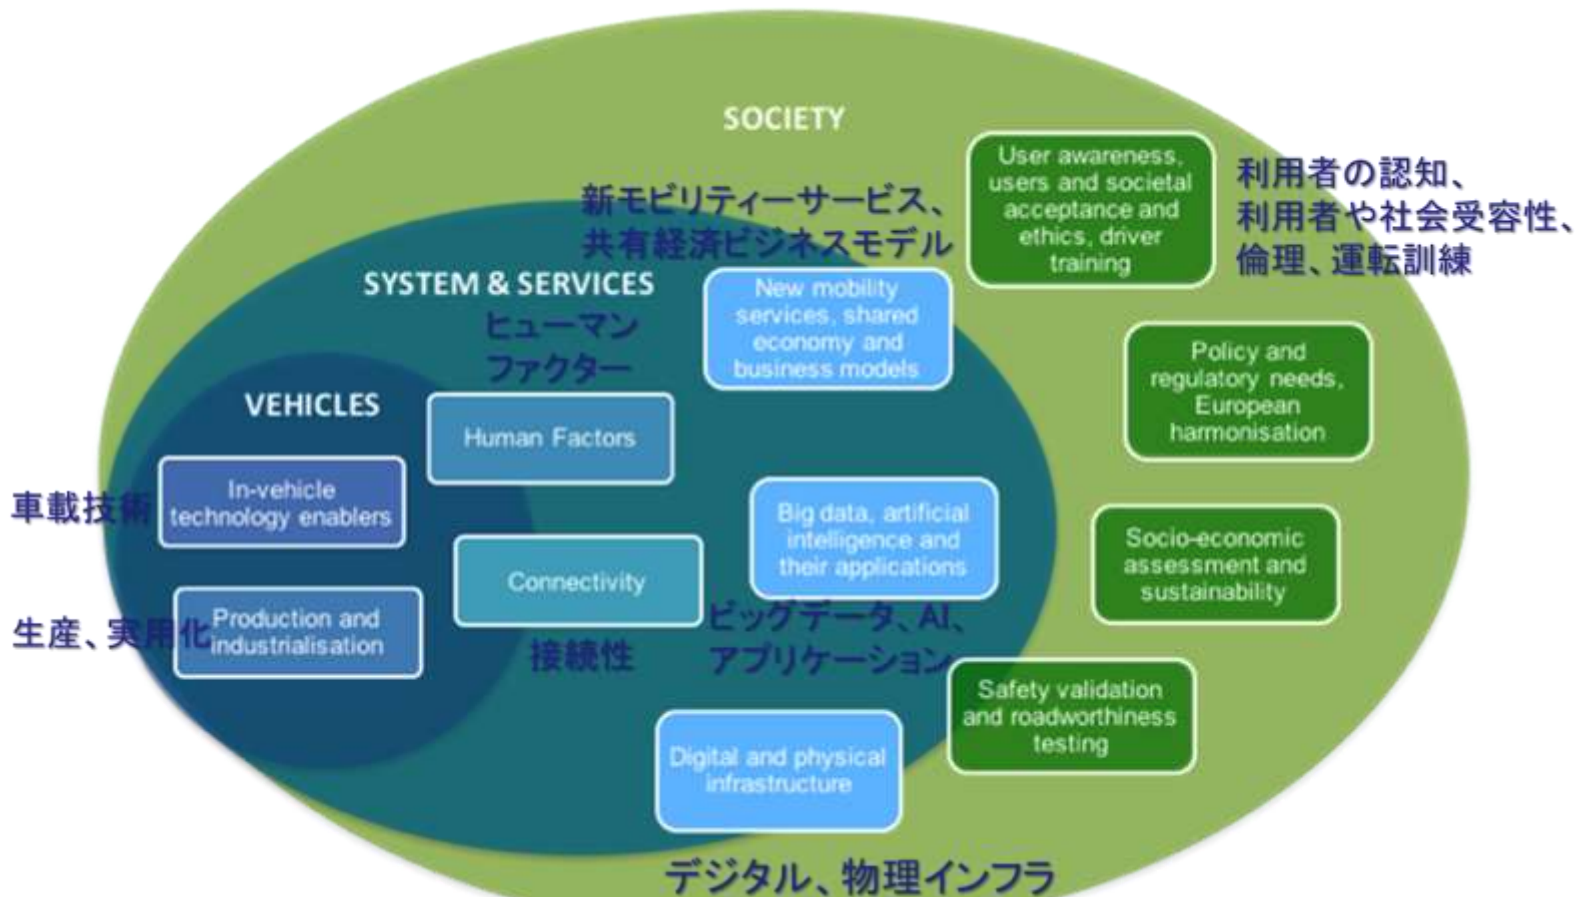 SOCIETY
User awareness,
users and societal
acceptance and
ethics, driver
training
利用者の認知、
利用者や社会受容性、
倫理、運転訓練
新モビリティーサービス、
共有経済ビジネスモデル
SYSTEM & SERVICES
New mobility
services, shared
economy and
business models
ヒューマン
ファクター
Policy and
regulatory needs,
European
harmonisation
VEHICLES
Human Factors
車載技術
In-vehicle
technology enablers
Big data, artificial
intelligence and
their applications
Socio-economic
assessment and
sustainability
Connectivity
生産、実用化
Production and
industrialisation
接続性
ビッグデータ、AI、
アプリケーション
Safety validation
and roadworthiness
testing
Digital and physical
infrastructure
デジタル、物理インフラ